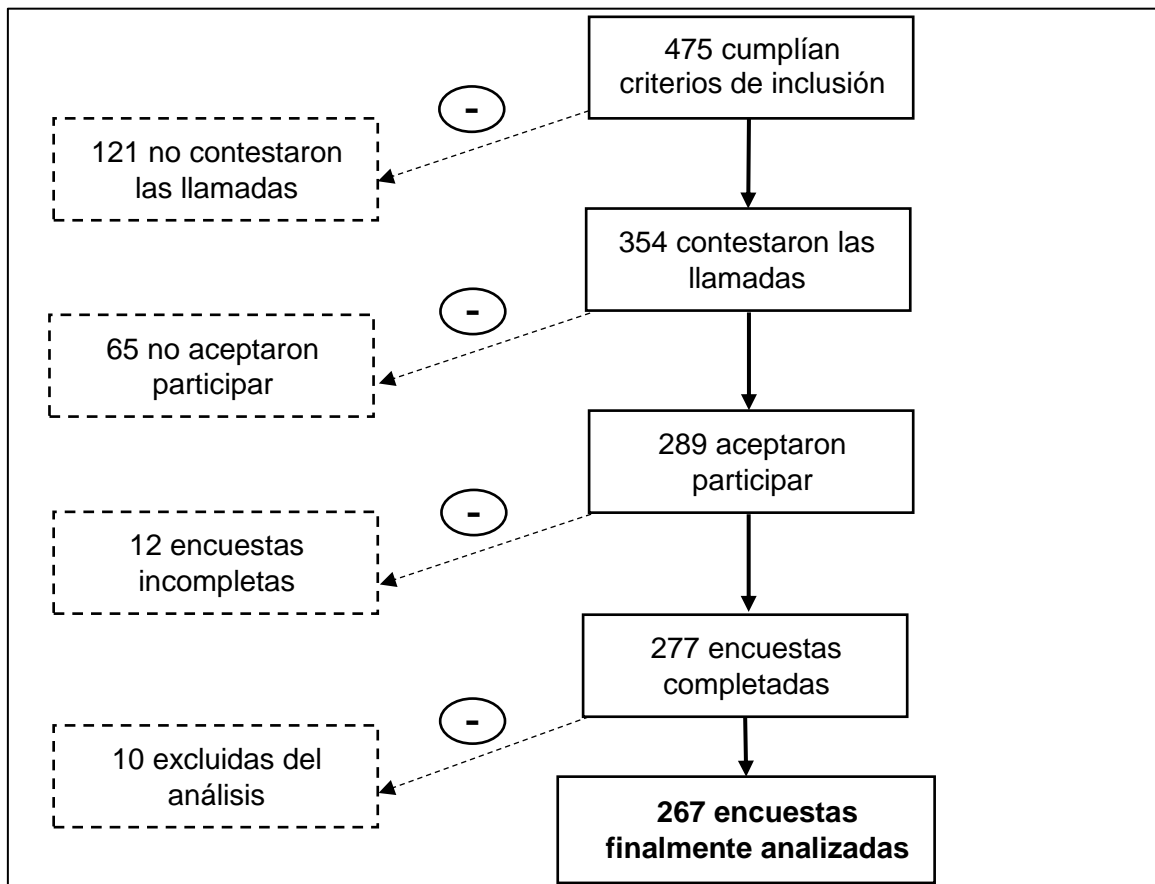 475 cumplían
criterios de inclusión
-
121 no contestaron
las llamadas
354 contestaron las
llamadas
-
65 no aceptaron
participar
289 aceptaron
participar
-
12 encuestas
incompletas
277 encuestas
completadas
-
10 excluidas del
análisis
267 encuestas
finalmente analizadas